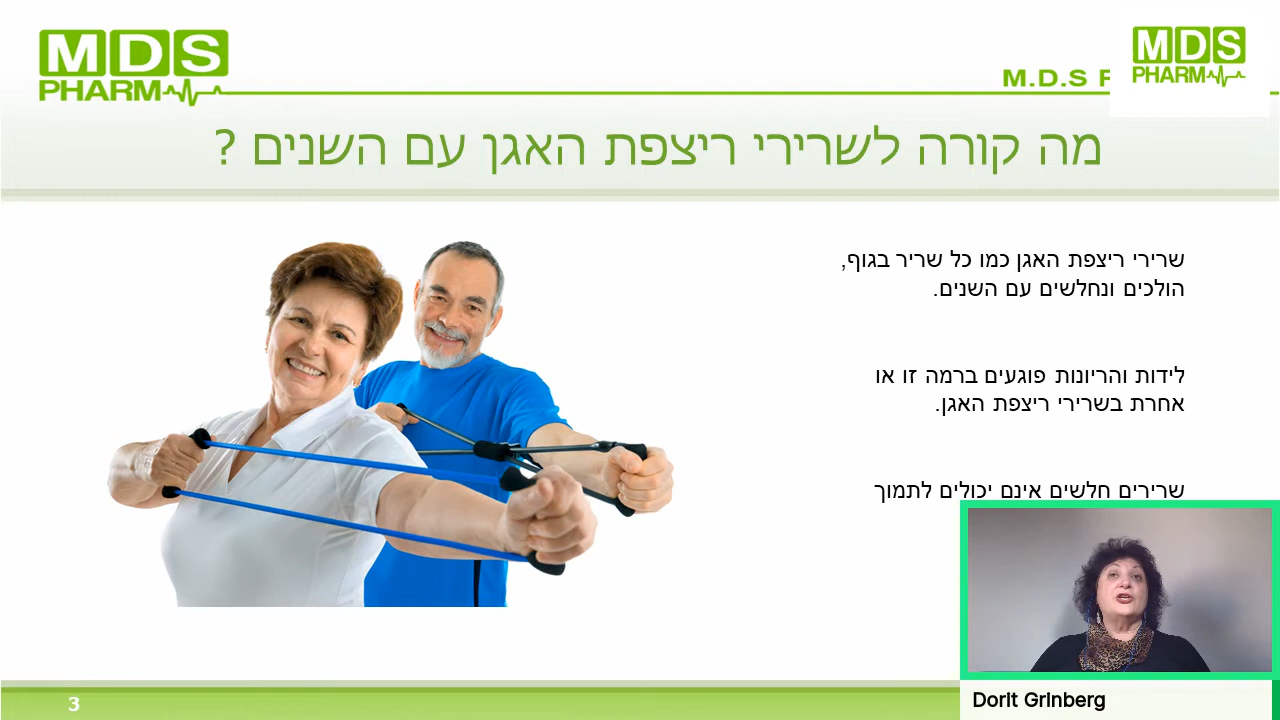 MDS
PHARM
M.D.S
MDS
PHARM
מה קורה לשרירי ריצפת האגן עם השנים ?
שרירי ריצפת האגן כמו כל שריר בגוף,
הולכים ונחלשים עם השנים.
לידות והריונות פוגעים ברמה זו או
אחרת בשרירי ריצפת האגן.
שרירים חלשים אינם יכולים לתמוך
Dorit Grinberg
3